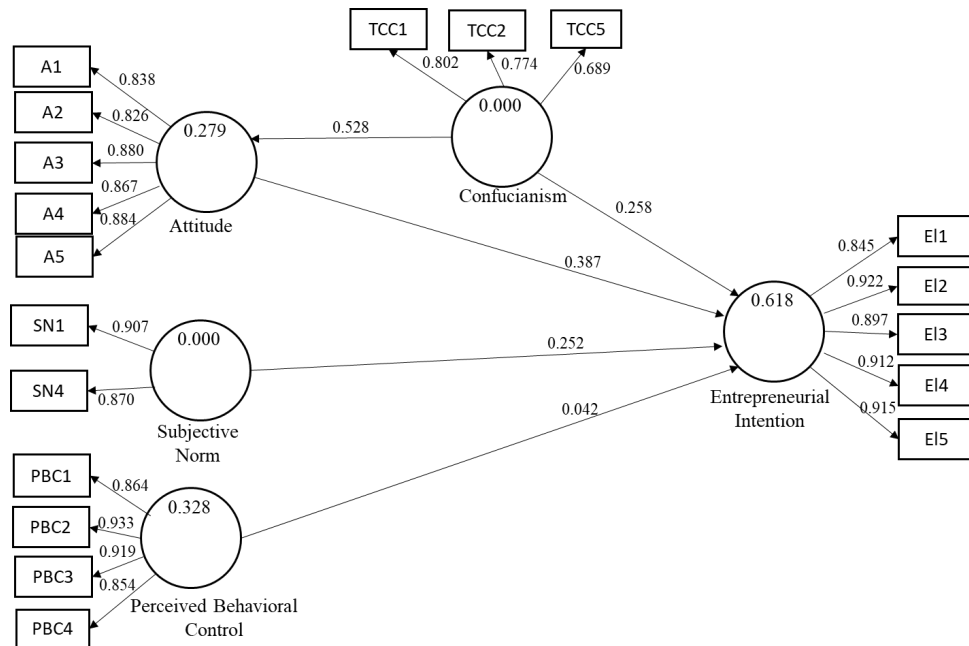 TCC1
TCC2
TCC5
0.802
0.774
0.689
A1
A2
A3
A4
A5
0.838
0.826
0.880
0.867
0.884
0.279
Attitude
0.528
0.000
Confucianism
0.258
0.387
SN1
SN4
0.907
0.870
0.000
Subjective
Norm
0.252
0.042
0.618
Entrepreneurial
Intention
0.845
0.922
0.897
0.912
0.915
EI1
EI2
EI3
EI4
EI5
PBC1
PBC2
PBC3
PBC4
0.864
0.933
0.919
0.854
0.328
Perceived Behavioral
Control